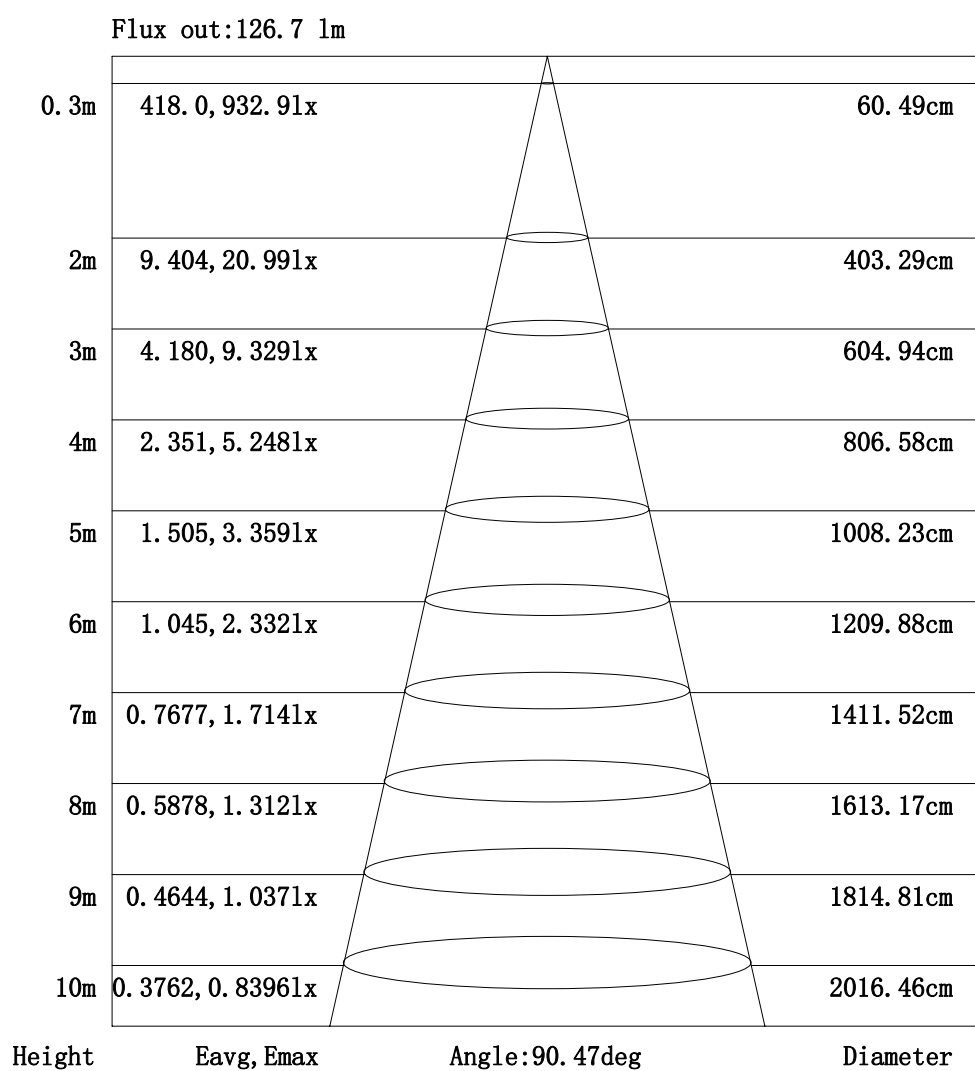 Flux out:126.7 lm
0.3m 418.0,932.9lx 60.49cm
2m 9.404,20.99lx 403.29cm
3m 4.180,9.329lx 604.94cm
4m 2.351,5.248lx 806.58cm
5m 1.505,3.359lx 1008.23cm
6m 1.045,2.332lx 1209.88cm
7m 0.7677,1.714lx 1411.52cm
8m 0.5878,1.312lx 1613.17cm
9m 0.4644,1.037lx 1814.81cm
10m 0.3762,0.8396lx 2016.46cm
Height Eavg,Emax Angle:90.47deg Diameter